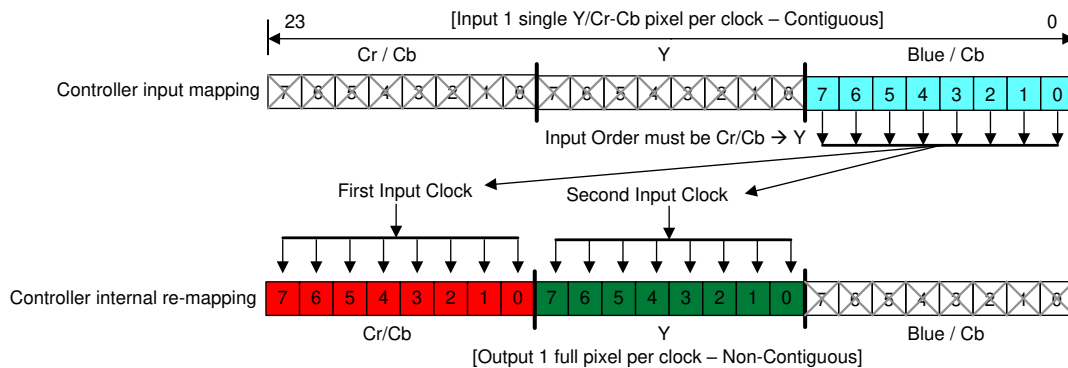 [Input 1 single Y/Cr-Cb pixel per clock – Contiguous]
23 0
Cr / Cb Y Blue / Cb
Controller input mapping 7 6 5 4 3 2 1 0 7 6 5 4 3 2 1 0 7 6 5 4 3 2 1 0
Input Order must be Cr/Cb → Y
First Input Clock Second Input Clock
Controller internal re-mapping 7 6 5 4 3 2 1 0 7 6 5 4 3 2 1 0 7 6 5 4 3 2 1 0
Cr/Cb Y Blue / Cb
[Output 1 full pixel per clock – Non-Contiguous]